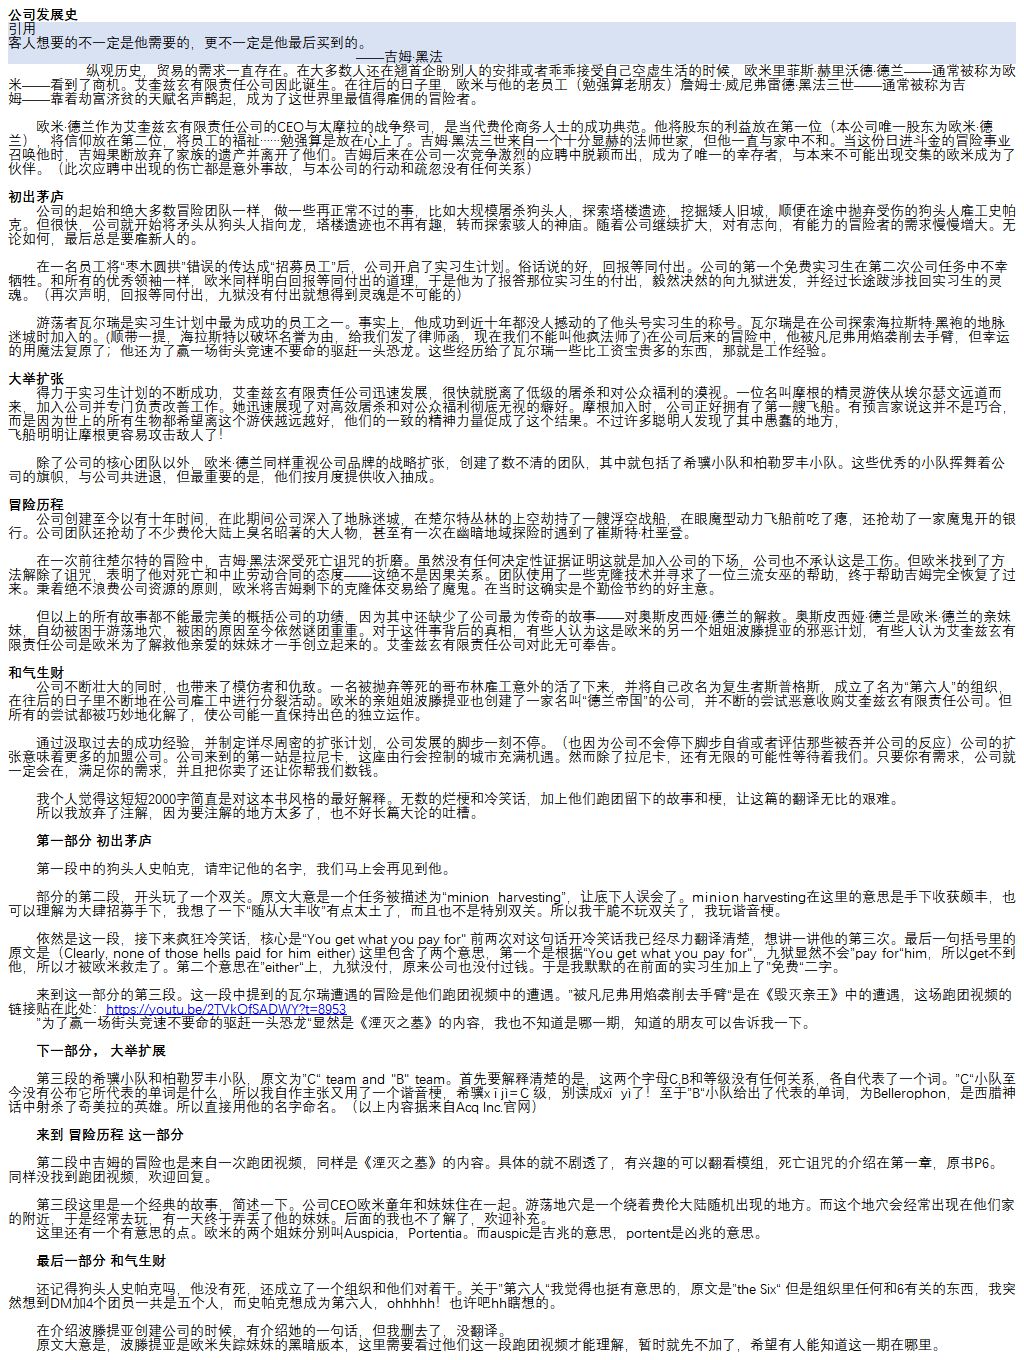 公司发展史
引用
客人想要的不一定是他需要的，更不一定是他最后买到的。
——吉姆·黑法
纵观历史，贸易的需求一直存在。在大多数人还在翘首企盼别人的安排或者乖乖接受自己空虚生活的时候，欧米里菲斯·赫里沃德·德兰——通常被称为欧
米——看到了商机。艾奎兹玄有限责任公司因此诞生。在往后的日子里，欧米与他的老员工（勉强算老朋友）詹姆士·威尼弗雷德·黑法三世——通常被称为吉
姆——靠着劫富济贫的天赋名声鹊起，成为了这世界里最值得雇佣的冒险者。
欧米·德兰作为艾奎兹玄有限责任公司的CEO与太摩拉的战争祭司，是当代费伦商务人士的成功典范。他将股东的利益放在第一位（本公司唯一股东为欧米·德
兰），将信仰放在第二位，将员工的福祉……勉强算是放在心上了。吉姆·黑法三世来自一个十分显赫的法师世家，但他一直与家中不和。当这份日进斗金的冒险事业
召唤他时，吉姆果断放弃了家族的遗产并离开了他们。吉姆后来在公司一次竞争激烈的应聘中脱颖而出，成为了唯一的幸存者，与本来不可能出现交集的欧米成为了
伙伴。（此次应聘中出现的伤亡都是意外事故，与本公司的行动和疏忽没有任何关系）
初出茅庐
公司的起始和绝大多数冒险团队一样，做一些再正常不过的事，比如大规模屠杀狗头人，探索塔楼遗迹，挖掘矮人旧城，顺便在途中抛弃受伤的狗头人雇工史帕
克。但很快，公司就开始将矛头从狗头人指向龙，塔楼遗迹也不再有趣，转而探索骇人的神庙。随着公司继续扩大，对有志向，有能力的冒险者的需求慢慢增大。无
论如何，最后总是要雇新人的。
在一名员工将“枣木圆拱”错误的传达成“招募员工”后，公司开启了实习生计划。俗话说的好，回报等同付出。公司的第一个免费实习生在第二次公司任务中不幸
牺牲。和所有的优秀领袖一样，欧米同样明白回报等同付出的道理，于是他为了报答那位实习生的付出，毅然决然的向九狱进发，并经过长途跋涉找回实习生的灵
魂。（再次声明，回报等同付出，九狱没有付出就想得到灵魂是不可能的）
游荡者瓦尔瑞是实习生计划中最为成功的员工之一。事实上，他成功到近十年都没人撼动的了他头号实习生的称号。瓦尔瑞是在公司探索海拉斯特·黑袍的地脉
迷城时加入的。(顺带一提，海拉斯特以破坏名誉为由，给我们发了律师函，现在我们不能叫他疯法师了)在公司后来的冒险中，他被凡尼弗用焰袭削去手臂，但幸运
的用魔法复原了；他还为了赢一场街头竞速不要命的驱赶一头恐龙。这些经历给了瓦尔瑞一些比工资宝贵多的东西，那就是工作经验。
大举扩张
得力于实习生计划的不断成功，艾奎兹玄有限责任公司迅速发展，很快就脱离了低级的屠杀和对公众福利的漠视。一位名叫摩根的精灵游侠从埃尔瑟文远道而
来，加入公司并专门负责改善工作。她迅速展现了对高效屠杀和对公众福利彻底无视的癖好。摩根加入时，公司正好拥有了第一艘飞船。有预言家说这并不是巧合，
而是因为世上的所有生物都希望离这个游侠越远越好，他们的一致的精神力量促成了这个结果。不过许多聪明人发现了其中愚蠢的地方，
飞船明明让摩根更容易攻击敌人了！
除了公司的核心团队以外，欧米·德兰同样重视公司品牌的战略扩张，创建了数不清的团队，其中就包括了希骥小队和柏勒罗丰小队。这些优秀的小队挥舞着公
司的旗帜，与公司共进退，但最重要的是，他们按月度提供收入抽成。
冒险历程
公司创建至今以有十年时间，在此期间公司深入了地脉迷城，在楚尔特丛林的上空劫持了一艘浮空战船，在眼魔型动力飞船前吃了瘪，还抢劫了一家魔鬼开的银
行。公司团队还抢劫了不少费伦大陆上臭名昭著的大人物，甚至有一次在幽暗地域探险时遇到了崔斯特·杜垩登。
在一次前往楚尔特的冒险中，吉姆·黑法深受死亡诅咒的折磨。虽然没有任何决定性证据证明这就是加入公司的下场，公司也不承认这是工伤。但欧米找到了方
法解除了诅咒，表明了他对死亡和中止劳动合同的态度——这绝不是因果关系。团队使用了一些克隆技术并寻求了一位三流女巫的帮助，终于帮助吉姆完全恢复了过
来。秉着绝不浪费公司资源的原则，欧米将吉姆剩下的克隆体交易给了魔鬼。在当时这确实是个勤俭节约的好主意。
但以上的所有故事都不能最完美的概括公司的功绩，因为其中还缺少了公司最为传奇的故事——对奥斯皮西娅·德兰的解救。奥斯皮西娅·德兰是欧米·德兰的亲妹
妹，自幼被困于游荡地穴，被困的原因至今依然谜团重重。对于这件事背后的真相，有些人认为这是欧米的另一个姐姐波滕提亚的邪恶计划，有些人认为艾奎兹玄有
限责任公司是欧米为了解救他亲爱的妹妹才一手创立起来的。艾奎兹玄有限责任公司对此无可奉告。
和气生财
公司不断壮大的同时，也带来了模仿者和仇敌。一名被抛弃等死的哥布林雇工意外的活了下来，并将自己改名为复生者斯普格斯，成立了名为“第六人”的组织，
在往后的日子里不断地在公司雇工中进行分裂活动。欧米的亲姐姐波滕提亚也创建了一家名叫“德兰帝国”的公司，并不断的尝试恶意收购艾奎兹玄有限责任公司。但
所有的尝试都被巧妙地化解了，使公司能一直保持出色的独立运作。
通过汲取过去的成功经验，并制定详尽周密的扩张计划，公司发展的脚步一刻不停。（也因为公司不会停下脚步自省或者评估那些被吞并公司的反应）公司的扩
张意味着更多的加盟公司。公司来到的第一站是拉尼卡，这座由行会控制的城市充满机遇。然而除了拉尼卡，还有无限的可能性等待着我们。只要你有需求，公司就
一定会在，满足你的需求，并且把你卖了还让你帮我们数钱。
我个人觉得这短短2000字简直是对这本书风格的最好解释。无数的烂梗和冷笑话，加上他们跑团留下的故事和梗，让这篇的翻译无比的艰难。
所以我放弃了注解，因为要注解的地方太多了，也不好长篇大论的吐槽。
第一部分 初出茅庐
第一段中的狗头人史帕克，请牢记他的名字，我们马上会再见到他。
部分的第二段，开头玩了一个双关。原文大意是一个任务被描述为“minion harvesting”，让底下人误会了。minion harvesting在这里的意思是手下收获颇丰，也
可以理解为大肆招募手下，我想了一下“随从大丰收”有点太土了，而且也不是特别双关。所以我干脆不玩双关了，我玩谐音梗。
依然是这一段，接下来疯狂冷笑话，核心是“You get what you pay for” 前两次对这句话开冷笑话我已经尽力翻译清楚，想讲一讲他的第三次。最后一句括号里的
原文是（Clearly, none of those hells paid for him either) 这里包含了两个意思，第一个是根据“You get what you pay for”，九狱显然不会”pay for”him，所以get不到
他，所以才被欧米救走了。第二个意思在”either“上，九狱没付，原来公司也没付过钱。于是我默默的在前面的实习生加上了”免费“二字。
来到这一部分的第三段。这一段中提到的瓦尔瑞遭遇的冒险是他们跑团视频中的遭遇。”被凡尼弗用焰袭削去手臂“是在《毁灭亲王》中的遭遇，这场跑团视频的
链接贴在此处：https://youtu.be/2TVkOfSADWY?t=8953
”为了赢一场街头竞速不要命的驱赶一头恐龙“显然是《湮灭之墓》的内容，我也不知道是哪一期，知道的朋友可以告诉我一下。
下一部分， 大举扩展
第三段的希骥小队和柏勒罗丰小队，原文为”C“ team and "B" team。首先要解释清楚的是，这两个字母C,B和等级没有任何关系，各自代表了一个词。”C“小队至
今没有公布它所代表的单词是什么，所以我自作主张又用了一个谐音梗，希骥x ī jì＝C 级，别读成xī yì了！至于”B“小队给出了代表的单词，为Bellerophon，是西腊神
话中射杀了奇美拉的英雄。所以直接用他的名字命名。（以上内容据来自Acq Inc.官网）
来到 冒险历程 这一部分
第二段中吉姆的冒险也是来自一次跑团视频，同样是《湮灭之墓》的内容。具体的就不剧透了，有兴趣的可以翻看模组，死亡诅咒的介绍在第一章，原书P6。
同样没找到跑团视频，欢迎回复。
第三段这里是一个经典的故事，简述一下。公司CEO欧米童年和妹妹住在一起。游荡地穴是一个绕着费伦大陆随机出现的地方。而这个地穴会经常出现在他们家
的附近，于是经常去玩，有一天终于弄丢了他的妹妹。后面的我也不了解了，欢迎补充。
这里还有一个有意思的点。欧米的两个姐妹分别叫Auspicia，Portentia。而auspic是吉兆的意思，portent是凶兆的意思。
最后一部分 和气生财
还记得狗头人史帕克吗，他没有死，还成立了一个组织和他们对着干。关于”第六人“我觉得也挺有意思的，原文是”the Six“ 但是组织里任何和6有关的东西，我突
然想到DM加4个团员一共是五个人，而史帕克想成为第六人，ohhhhh！也许吧hh瞎想的。
在介绍波滕提亚创建公司的时候，有介绍她的一句话，但我删去了，没翻译。
原文大意是，波滕提亚是欧米失踪妹妹的黑暗版本，这里需要看过他们这一段跑团视频才能理解，暂时就先不加了，希望有人能知道这一期在哪里。